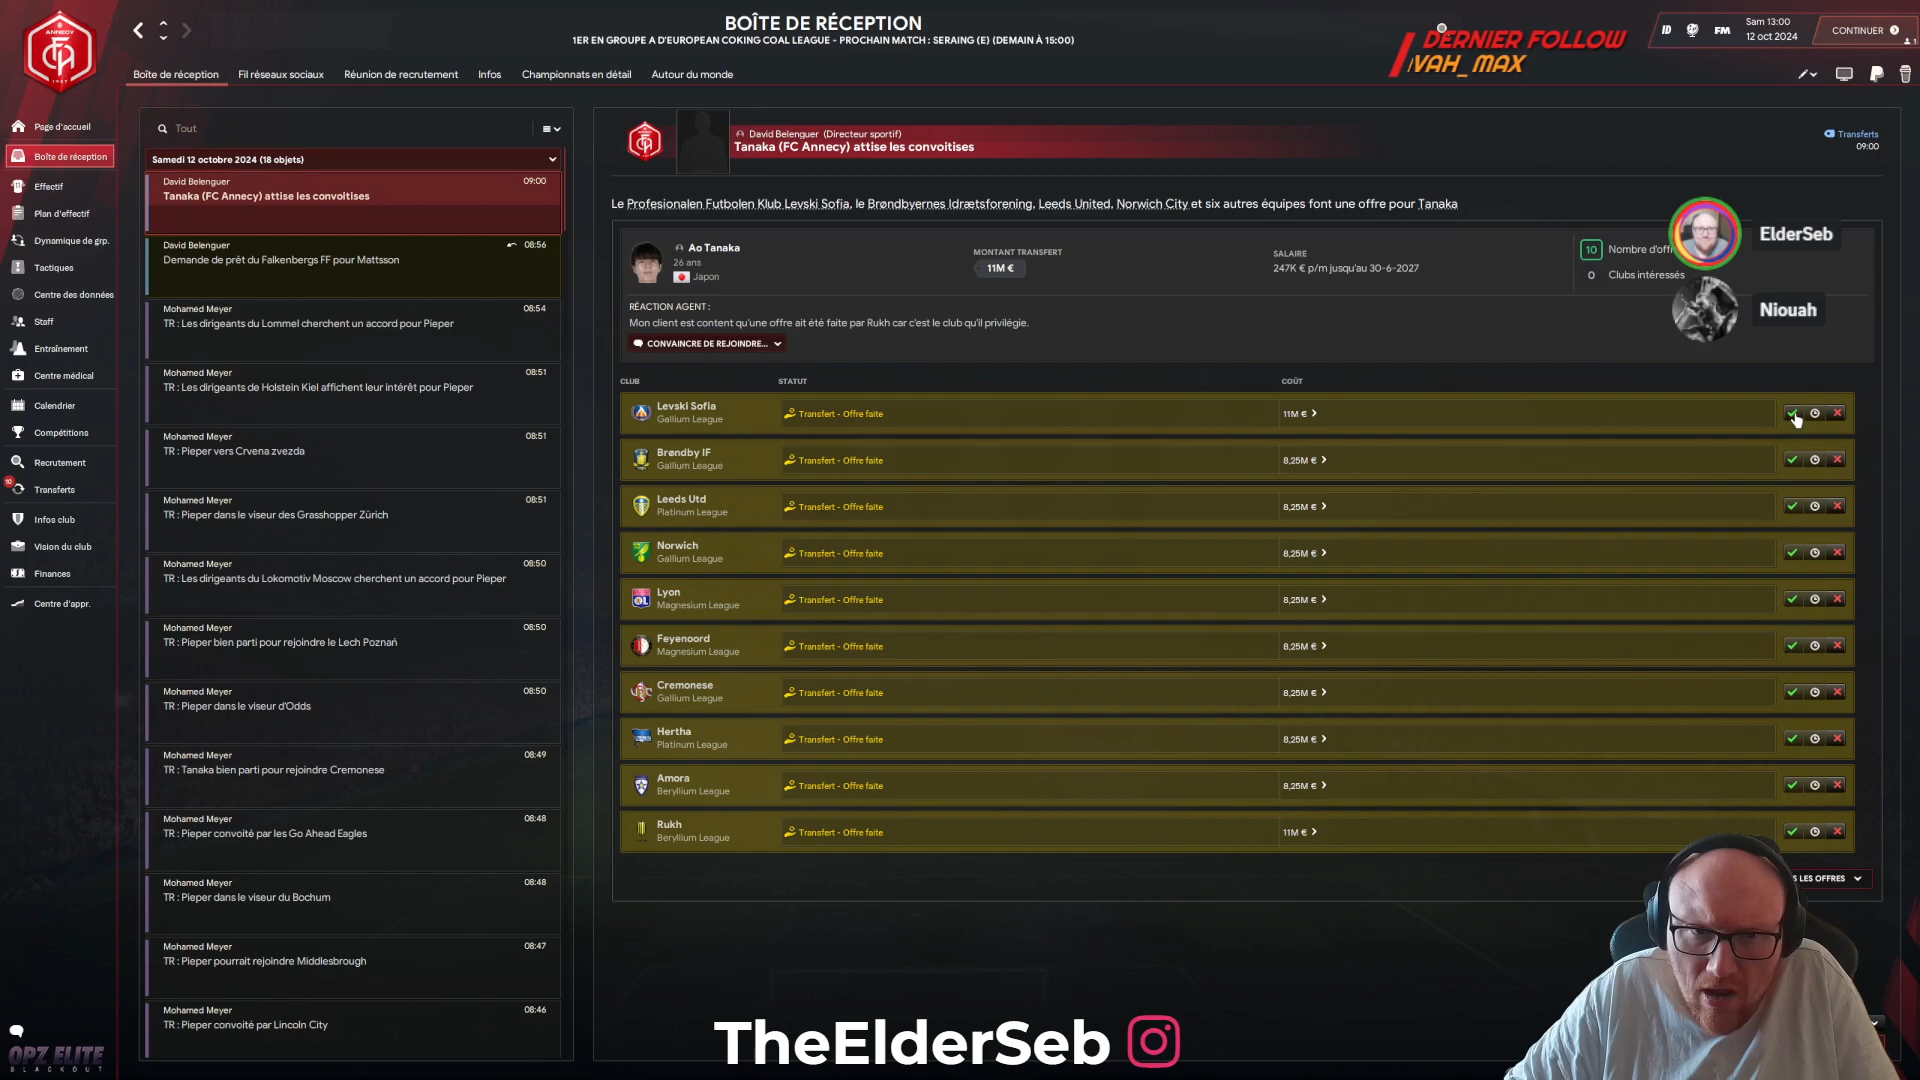 BOÎTE DE RÉCEPTION
1ER EN GROUPE A D'EUROPEAN COKING COAL LEAGUE - PROCHAIN MATCH : SERAING (E) (DEMAIN À 15:00)
DERNIER FOLLOW
IVAH_MAX
ID
FM
Sam 13:00
12 oct 2024
CONTINUER
1
ANNECY
Boîte de réception
Fil réseaux sociaux
Réunion de recrutement
Infos
Championnats en détail
Autour du monde
Page d'accueil
Boîte de réception
Effectif
Plan d'effectif
Dynamique de grp.
Tactiques
Centre des données
Staff
Entraînement
Centre médical
Calendrier
Compétitions
Recrutement
10
Transferts
Infos club
Vision du club
Finances
Centre d'appr.
OPZ ELITE
BLACKOUT
Tout
Samedi 12 octobre 2024 (18 objets)
David Belenguer 09:00
Tanaka (FC Annecy) attise les convoitises
David Belenguer 08:56
Demande de prêt du Falkenbergs FF pour Mattsson
Mohamed Meyer 08:54
TR : Les dirigeants du Lommel cherchent un accord pour Pieper
Mohamed Meyer 08:51
TR : Les dirigeants de Holstein Kiel affichent leur intérêt pour Pieper
Mohamed Meyer 08:51
TR : Pieper vers Crvena zvezda
Mohamed Meyer 08:51
TR : Pieper dans le viseur des Grasshopper Zürich
Mohamed Meyer 08:50
TR : Les dirigeants du Lokomotiv Moscow cherchent un accord pour Pieper
Mohamed Meyer 08:50
TR : Pieper bien parti pour rejoindre le Lech Poznań
Mohamed Meyer 08:50
TR : Pieper dans le viseur d'Odds
Mohamed Meyer 08:49
TR : Tanaka bien parti pour rejoindre Cremonese
Mohamed Meyer 08:48
TR : Pieper convoité par les Go Ahead Eagles
Mohamed Meyer 08:48
TR : Pieper dans le viseur du Bochum
Mohamed Meyer 08:47
TR : Pieper pourrait rejoindre Middlesbrough
Mohamed Meyer 08:46
TR : Pieper convoité par Lincoln City
David Belenguer (Directeur sportif)
Tanaka (FC Annecy) attise les convoitises
Transferts
09:00
Le Profesionalen Futbolen Klub Levski Sofia, le Brøndbyernes Idrætsforening, Leeds United, Norwich City et six autres équipes font une offre pour Tanaka
Ao Tanaka
26 ans
Japon
MONTANT TRANSFERT
11M €
SALAIRE
247K € p/m jusqu'au 30-6-2027
10 Nombre d'off
0 Clubs intéressés
ElderSeb
Niouah
RÉACTION AGENT :
Mon client est content qu'une offre ait été faite par Rukh car c'est le club qu'il privilégie.
CONVAINCRE DE REJOINDRE...
CLUB STATUT COÛT
Levski Sofia
Gallium League
Transfert - Offre faite 11M €
Brøndby IF
Gallium League
Transfert - Offre faite 8,25M €
Leeds Utd
Platinum League
Transfert - Offre faite 8,25M €
Norwich
Gallium League
Transfert - Offre faite 8,25M €
Lyon
Magnesium League
Transfert - Offre faite 8,25M €
Feyenoord
Magnesium League
Transfert - Offre faite 8,25M €
Cremonese
Gallium League
Transfert - Offre faite 8,25M €
Hertha
Platinum League
Transfert - Offre faite 8,25M €
Amora
Beryllium League
Transfert - Offre faite 8,25M €
Rukh
Beryllium League
Transfert - Offre faite 11M €
S LES OFFRES
TheElderSeb